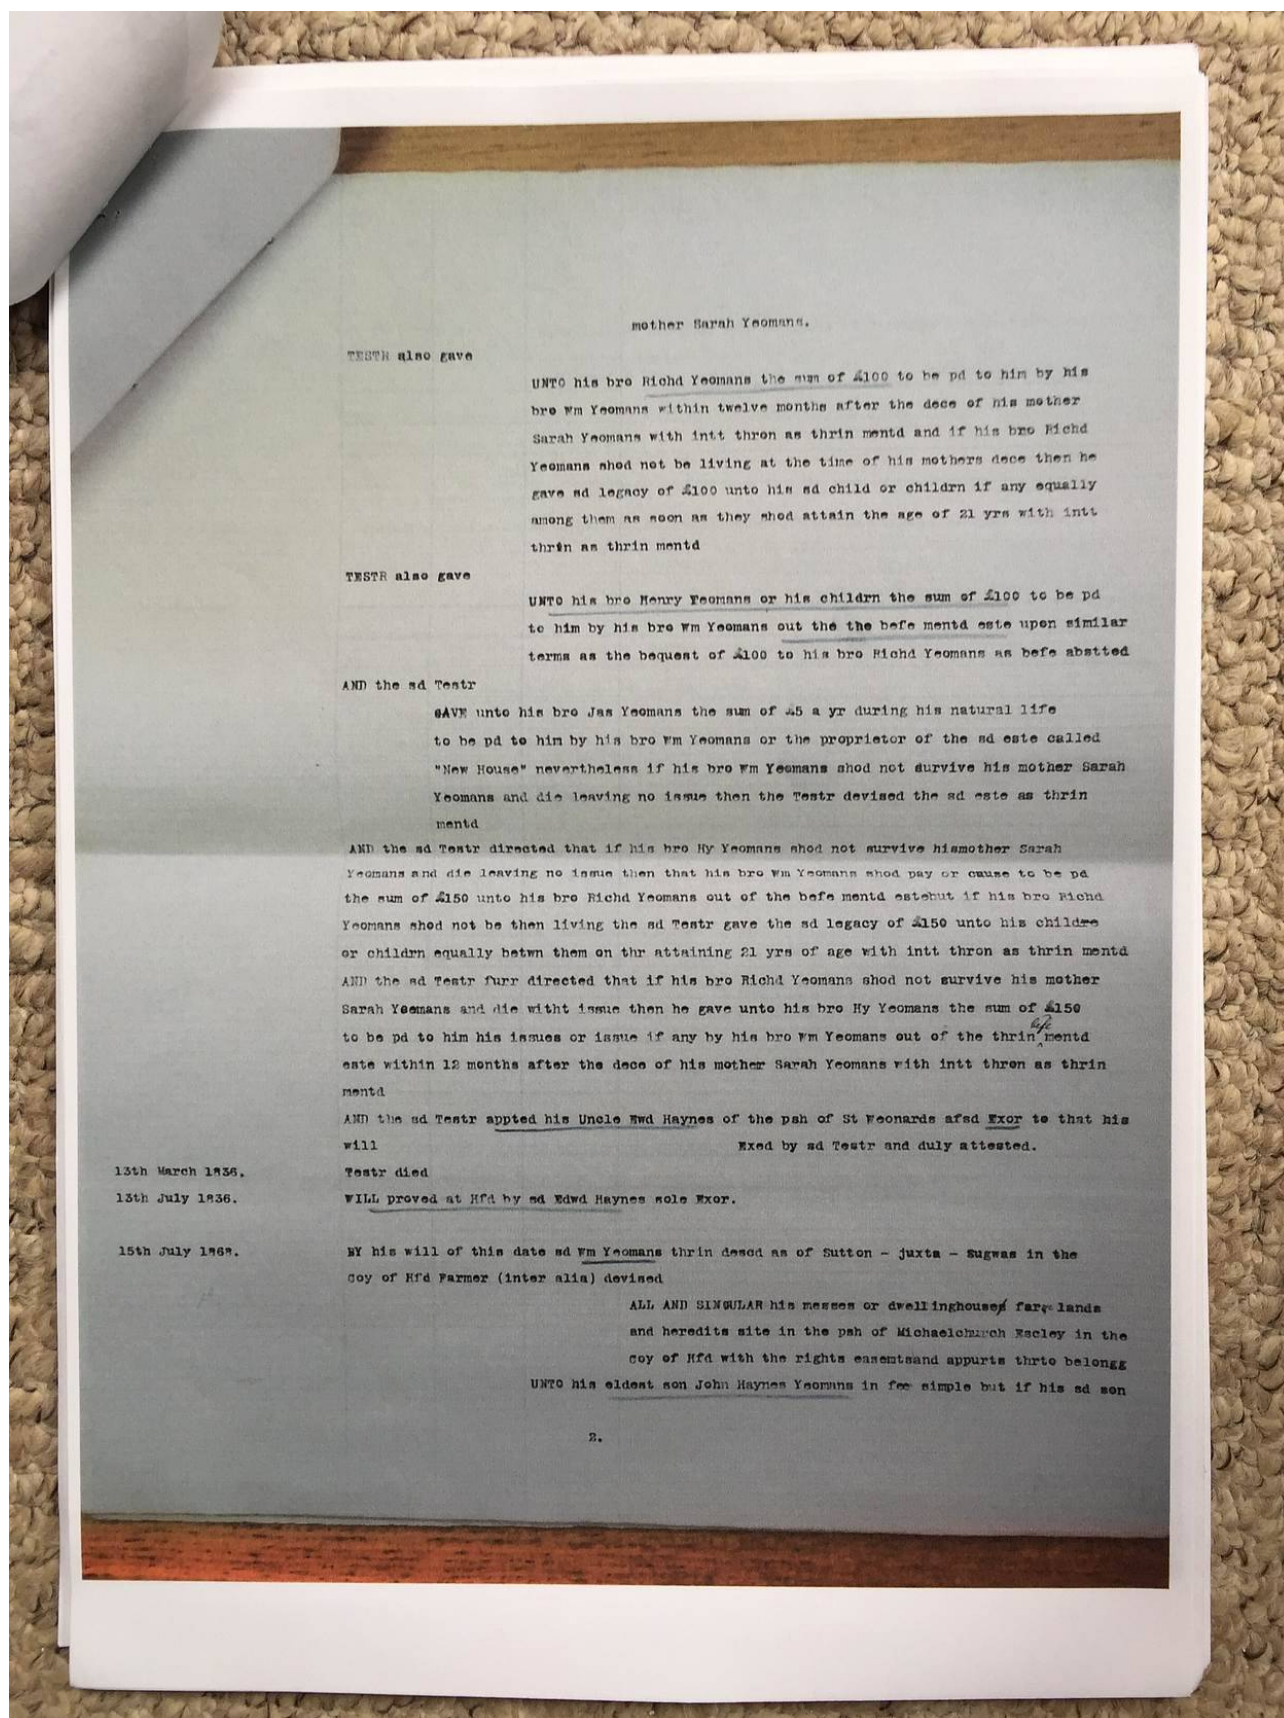 mother Sarah Yeomans.
TESTR also gave
UNTO his bro Richd Yeomans the sum of £100 to be pd to him by his
bro Wm Yeomans within twelve months after the dece of his mother
Sarah Yeomans with intt thron as thrin mentd and if his bro Richd
Yeomans shod not be living at the time of his mothers dece then he
gave sd legacy of £100 unto his sd child or childrn if any equally
among them as soon as they shod attain the age of 21 yrs with intt
thrin as thrin mentd
TESTR also gave
UNTO his bro Henry Yeomans or his childrn the sum of £100 to be pd
to him by his bro Wm Yeomans out the the befe mentd este upon similar
terms as the bequest of £100 to his bro Richd Yeomans as befe abstted
AND the sd Testr
GAVE unto his bro Jas Yeomans the sum of £5 a yr during his natural life
to be pd to him by his bro Wm Yeomans or the proprietor of the sd este called
"New House" nevertheless if his bro Wm Yeomans shod not survive his mother Sarah
Yeomans and die leaving no issue then the Testr devised the sd este as thrin
mentd
AND the sd Testr directed that if his bro Hy Yeomans shod not survive hismother Sarah
Yeomans and die leaving no issue then that his bro Wm Yeomans shod pay or cause to be pd
the sum of £150 unto his bro Richd Yeomans out of the befe mentd estebut if his bro Richd
Yeomans shod not be then living the sd Testr gave the sd legacy of £150 unto his childre
or childrn equally betwn them on thr attaining 21 yrs of age with intt thron as thrin mentd
AND the sd Testr furr directed that if his bro Richd Yeomans shod not survive his mother
Sarah Yeomans and die witht issue then he gave unto his bro Hy Yeomans the sum of £150
to be pd to him his issues or issue if any by his bro Wm Yeomans out of the thrin befe mentd
este within 12 months after the dece of his mother Sarah Yeomans with intt thron as thrin
mentd
AND the sd Testr appted his Uncle Ewd Haynes of the psh of St Weonards afsd Exor to that his
will Exed by sd Testr and duly attested.
13th March 1836. Testr died
13th July 1836. WILL proved at Hfd by sd Edwd Haynes sole Exor.
15th July 1868. BY his will of this date sd Wm Yeomans thrin descd as of Sutton - juxta - Sugwas in the
Coy of Hfd Farmer (inter alia) devised
ALL AND SINGULAR his messes or dwellinghouses farm lands
and heredits site in the psh of Michaelchurch Escley in the
Coy of Hfd with the rights easemtsand appurts thrto belongg
UNTO his eldest son John Haynes Yeomans in fee simple but if his sd son
2.